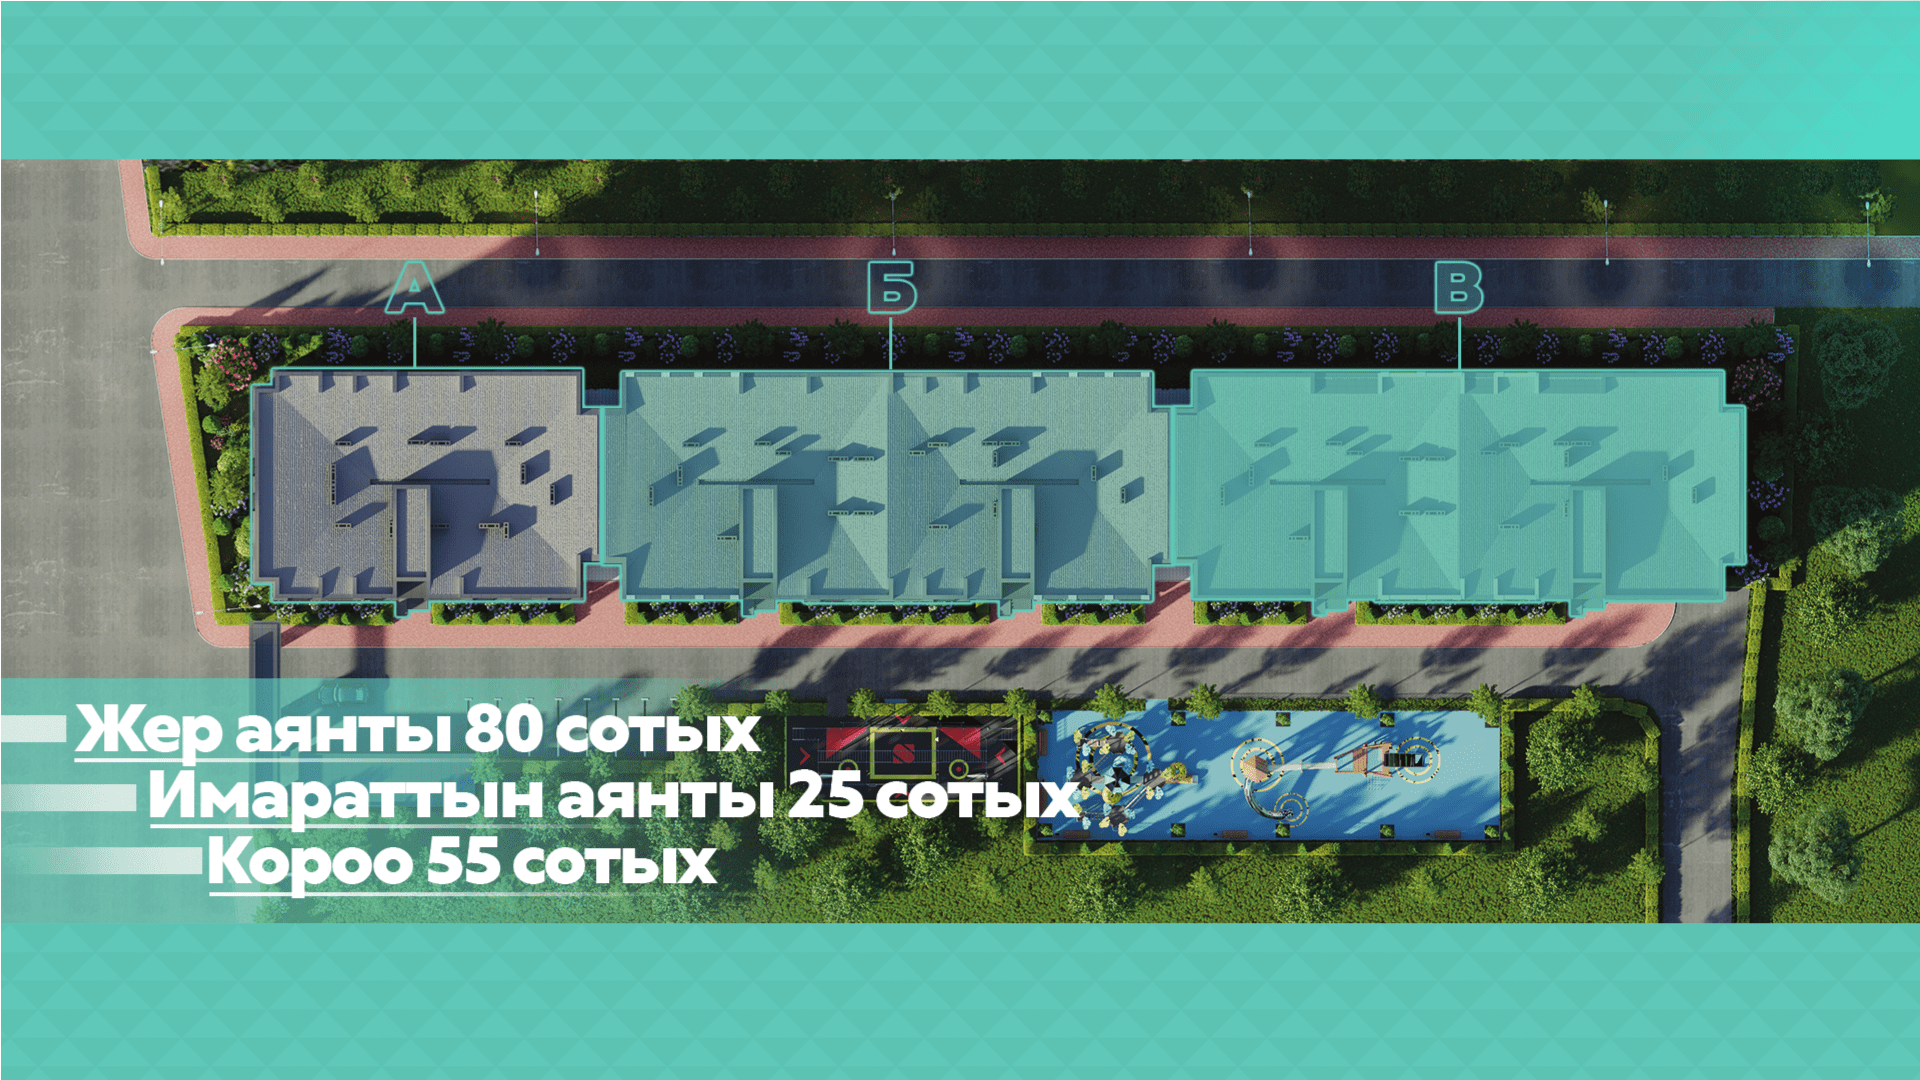 А
Б
В
Жер аянты 80 сотых
Имараттын аянты 25 сотых
Короо 55 сотых